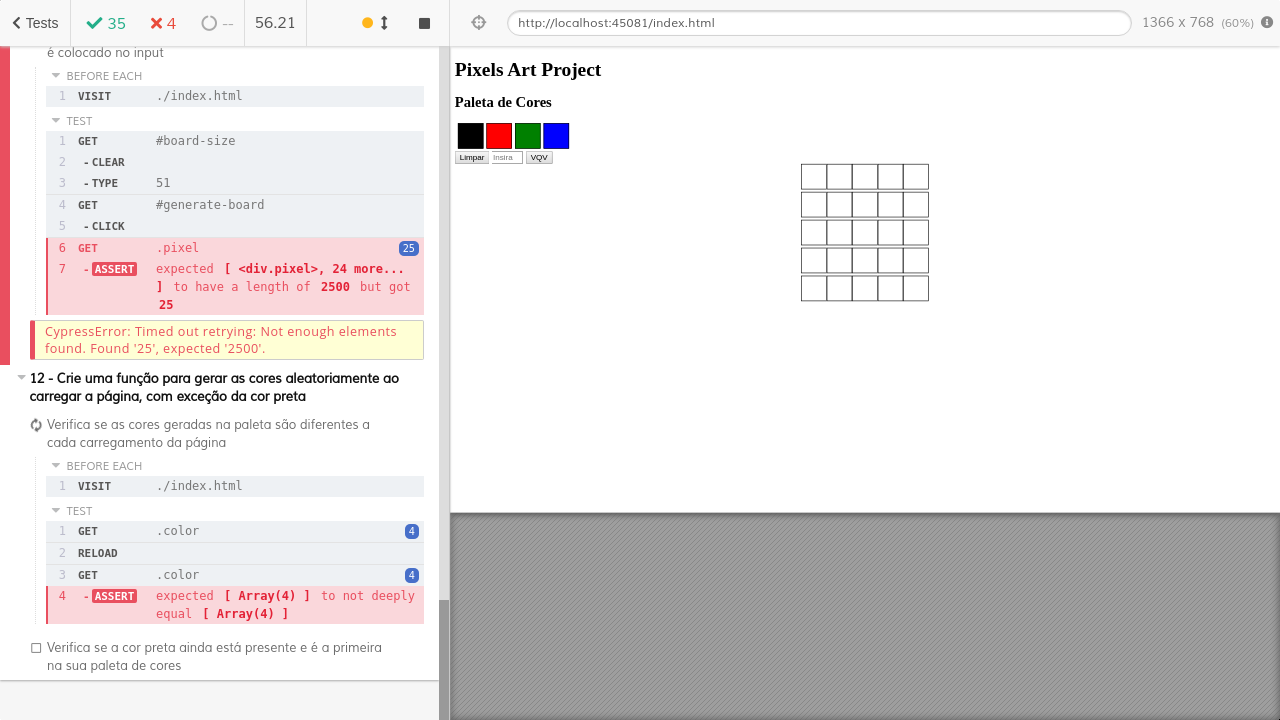 Tests
35
4
--
56.21
http://localhost:45081/index.html
1366 x 768 (60%)
é colocado no input
BEFORE EACH
1 VISIT ./index.html
TEST
1 GET #board-size
2 - CLEAR
3 - TYPE 51
4 GET #generate-board
5 - CLICK
6 GET .pixel 25
7 - ASSERT expected [ <div.pixel>, 24 more...
] to have a length of 2500 but got
25
CypressError: Timed out retrying: Not enough elements
found. Found '25', expected '2500'.
12 - Crie uma função para gerar as cores aleatoriamente ao
carregar a página, com exceção da cor preta
Verifica se as cores geradas na paleta são diferentes a
cada carregamento da página
BEFORE EACH
1 VISIT ./index.html
TEST
1 GET .color 4
2 RELOAD
3 GET .color 4
4 - ASSERT expected [ Array(4) ] to not deeply
equal [ Array(4) ]
Verifica se a cor preta ainda está presente e é a primeira
na sua paleta de cores
Pixels Art Project
Paleta de Cores
Limpar Insira VQV